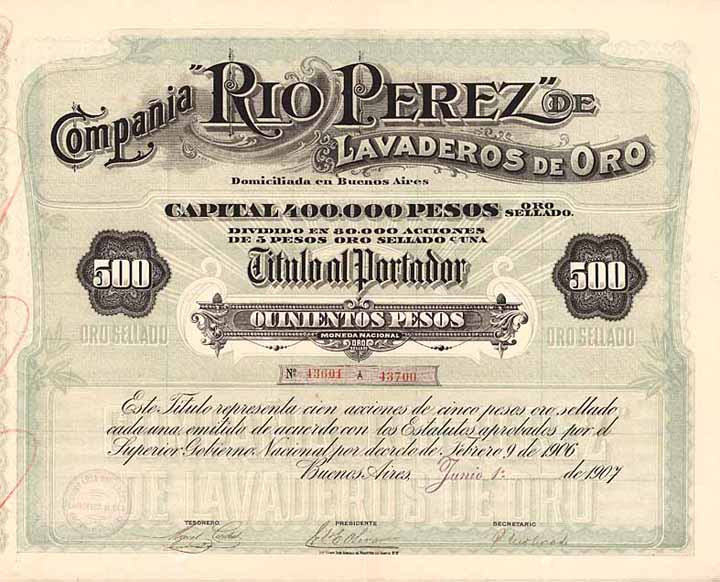 Compañia "RIO PEREZ" DE
LAVADEROS DE ORO
Domiciliada en Buenos Aires
CAPITAL 400.000 PESOS ORO SELLADO.
DIVIDIDO EN 80.000 ACCIONES
DE 5 PESOS ORO SELLADO C/UNA
500
Titulo al Portador
500
ORO SELLADO
QUINIENTOS PESOS
ORO SELLADO
MONEDA NACIONAL
ORO
SELLADO
Nº 43601 A 43700
Este Título representa cien acciones de cinco pesos oro sellado
cada una, emitida de acuerdo con los Estatutos aprobados por el
Superior Gobierno Nacional por decreto de Febrero 9 de 1906
Buenos Aires, Junio 1º de 1907
DE LAVADEROS DE ORO
TESORERO
PRESIDENTE
SECRETARIO